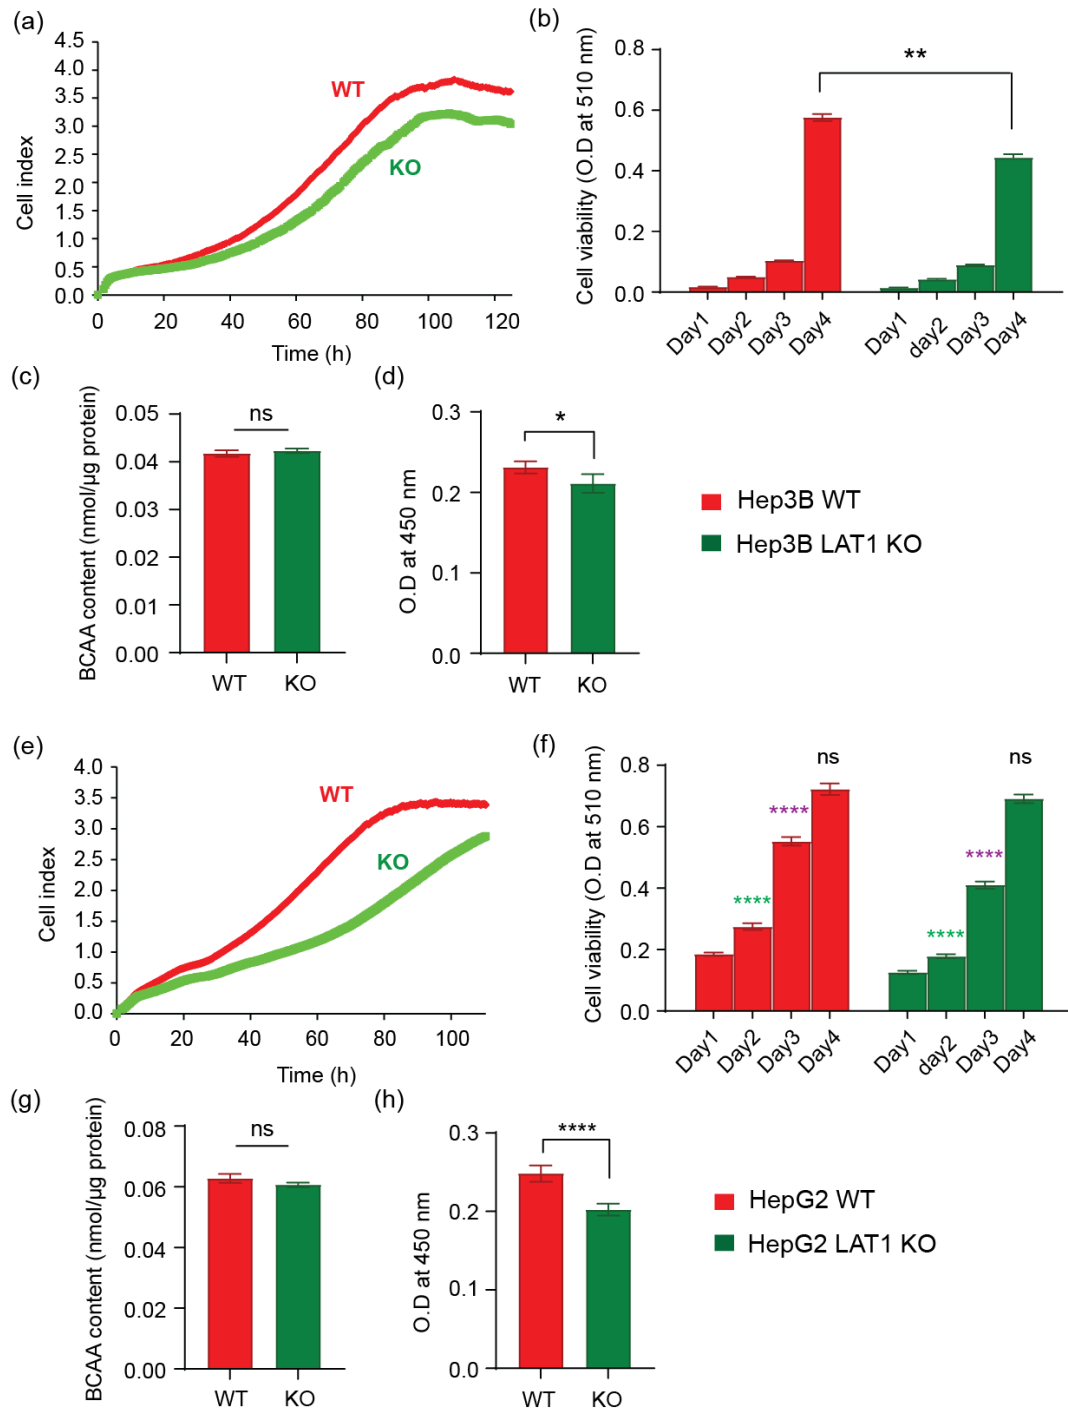 (a)
4.5
4.0
3.5
3.0
2.5
2.0
1.5
1.0
0.5
0.0
Cell index
WT
KO
0 20 40 60 80 100 120
Time (h)
(b)
0.8
0.6
0.4
0.2
0.0
Cell viability (O.D at 510 nm)
**
Day1 Day2 Day3 Day4 Day1 day2 Day3 Day4
(c)
0.05
0.04
0.03
0.02
0.01
0.00
BCAA content (nmol/µg protein)
ns
WT KO
(d)
0.3
0.2
0.1
0.0
O.D at 450 nm
*
WT KO
Hep3B WT
Hep3B LAT1 KO
(e)
4.0
3.5
3.0
2.5
2.0
1.5
1.0
0.5
0.0
Cell index
WT
KO
0 20 40 60 80 100
Time (h)
(f)
0.8
0.6
0.4
0.2
0.0
Cell viability (O.D at 510 nm)
ns ns
**** ****
**** ****
Day1 Day2 Day3 Day4 Day1 day2 Day3 Day4
(g)
0.08
0.06
0.04
0.02
0.00
BCAA content (nmol/µg protein)
ns
WT KO
(h)
0.3
0.2
0.1
0.0
O.D at 450 nm
****
WT KO
HepG2 WT
HepG2 LAT1 KO